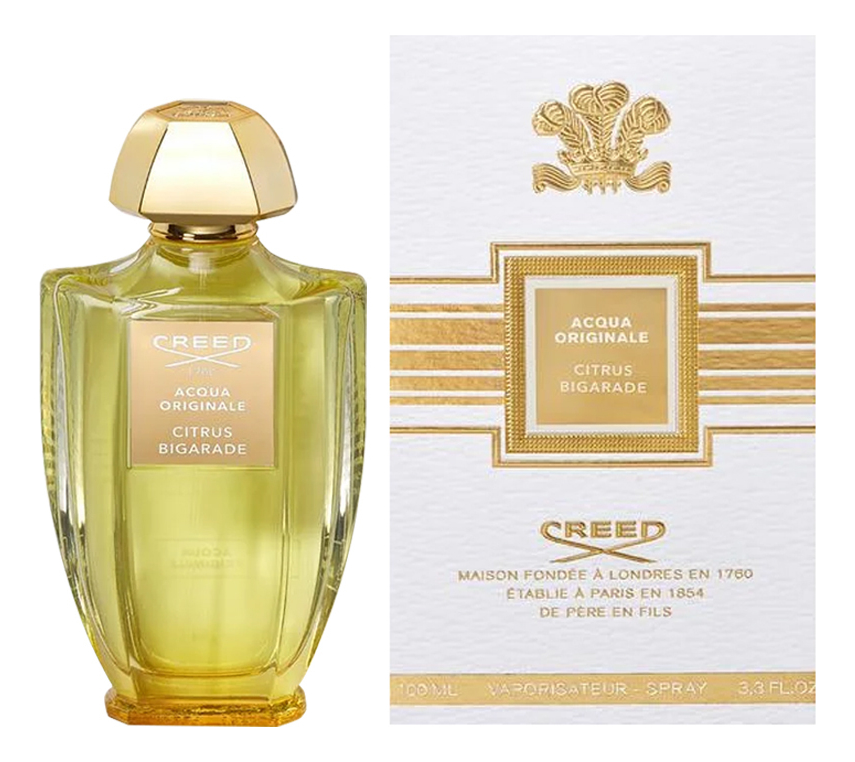 CREED
1760
ACQUA
ORIGINALE
CITRUS
BIGARADE
ACQUA
ORIGINALE
CITRUS
BIGARADE
CREED
MAISON FONDÉE À LONDRES EN 1760
ÉTABLIE À PARIS EN 1854
DE PÈRE EN FILS
100 ML VAPORISATEUR - SPRAY 3.3 FL.OZ